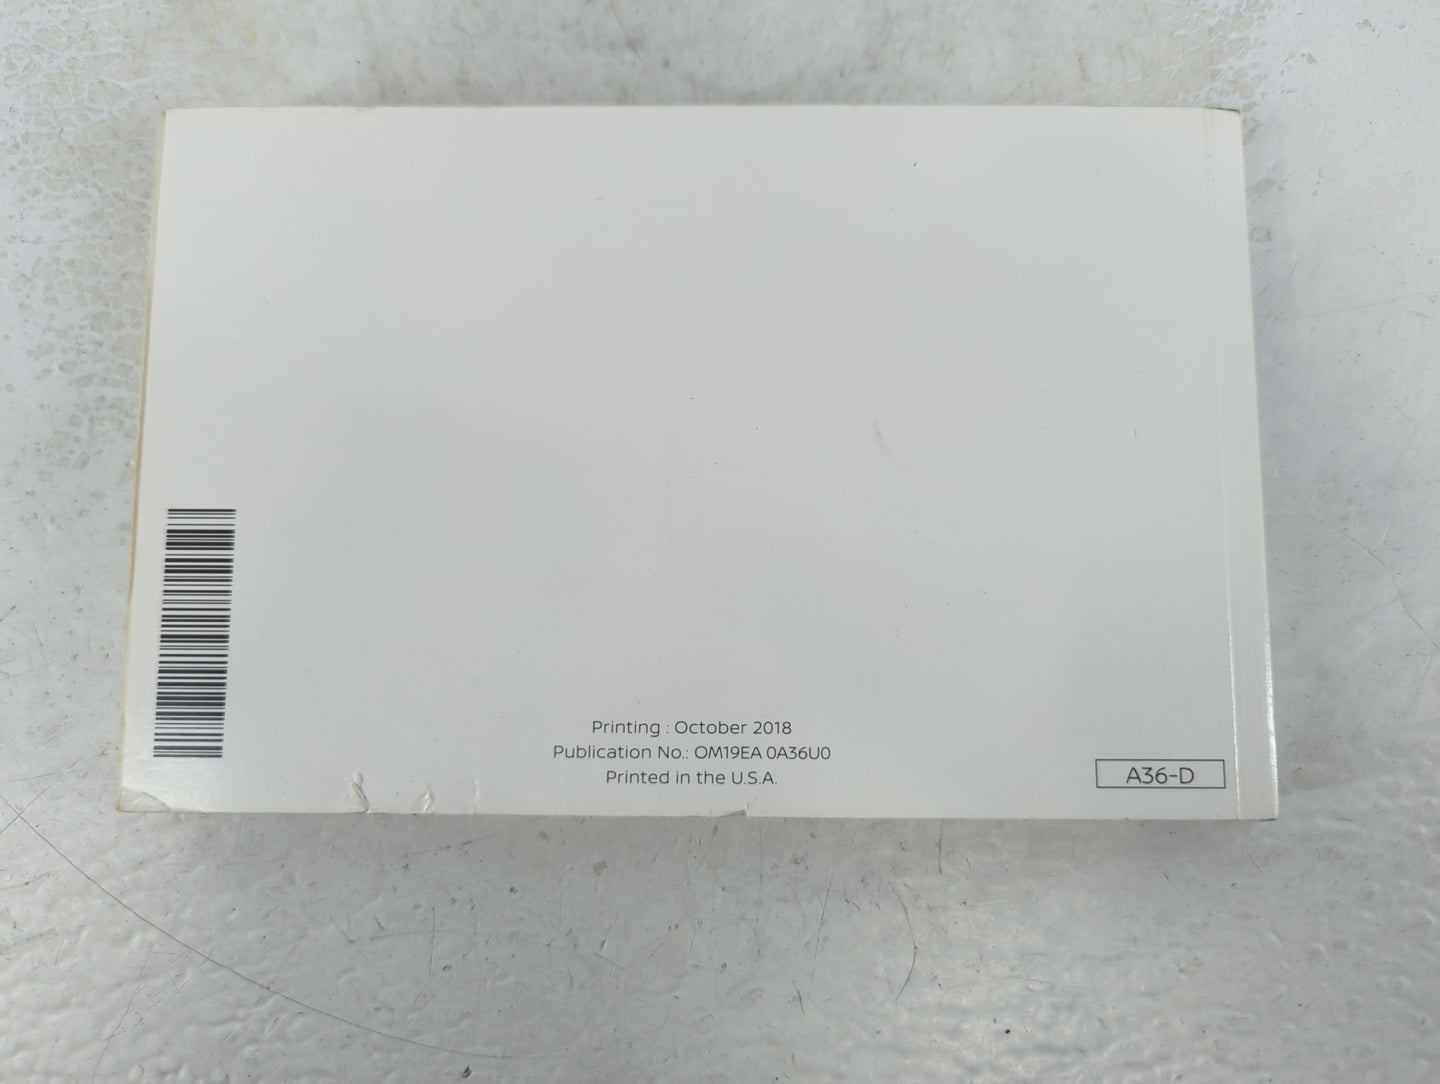 Printing : October 2018
Publication No.: OM19EA 0A36U0
Printed in the U.S.A.
A36-D